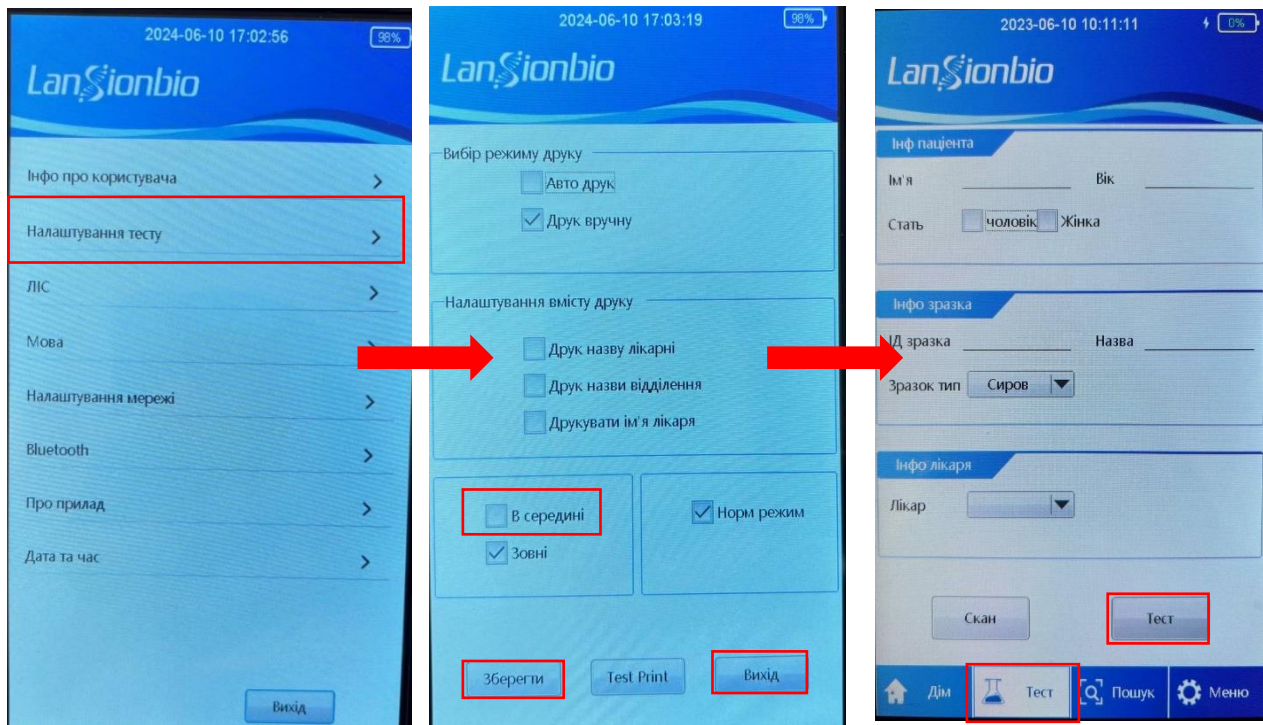 2024-06-10 17:02:56
98%
Lansionbio
Інфо про користувача
Налаштування тесту
ЛІС
Мова
Налаштування мережі
Bluetooth
Про прилад
Дата та час
Вихід
2024-06-10 17:03:19
98%
Lansionbio
Вибір режиму друку
Авто друк
Друк вручну
Налаштування вмісту друку
Друк назву лікарні
Друк назви відділення
Друкувати ім'я лікаря
В середині
Норм режим
Зовні
Зберегти
Test Print
Вихід
2023-06-10 10:11:11
0%
Lansionbio
Інф пацієнта
Ім'я
Вік
Стать
чоловік
Жінка
Інфо зразка
ІД зразка
Назва
Зразок тип
Сиров
Інфо лікаря
Лікар
Скан
Тест
Дім
Тест
Пошук
Меню